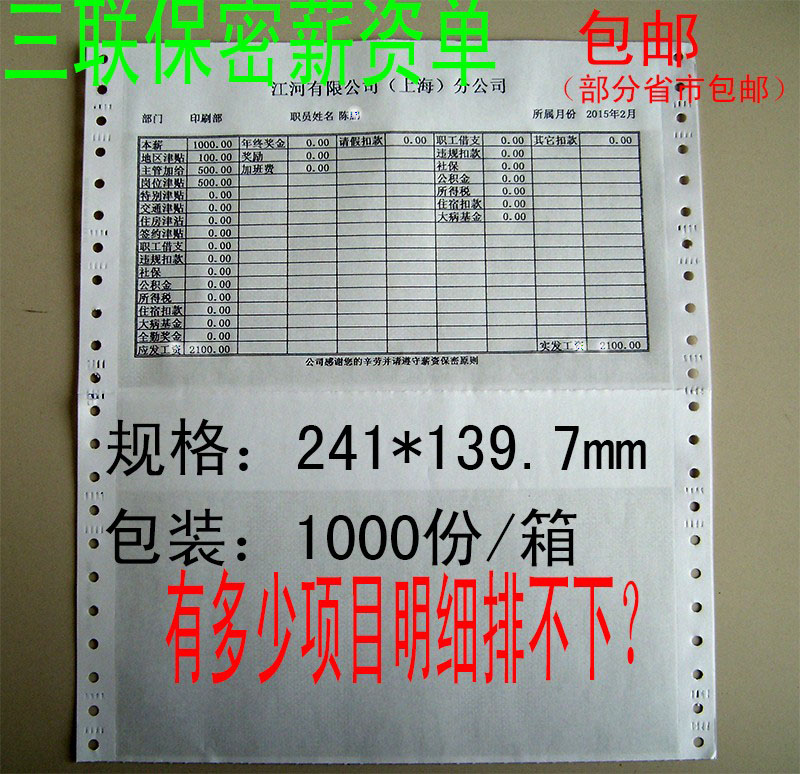 三联保密薪资单
包邮
(部分省市包邮)
江河有限公司(上海)分公司
部门 印刷部 职员姓名 陈鹏 所属月份 2015年2月
本薪 1000.00 年终奖金 0.00 请假扣款 0.00 职工借支 0.00 其它扣款 0.00
地区津贴 100.00 奖励 0.00 违规扣款 0.00
主管加给 500.00 加班费 0.00 社保 0.00
岗位津贴 500.00 公积金 0.00
特别津贴 0.00 所得税 0.00
交通津贴 0.00 住宿扣款 0.00
住房津贴 0.00 大病基金 0.00
签约津贴 0.00
职工借支 0.00
违规扣款 0.00
社保 0.00
公积金 0.00
所得税 0.00
住宿扣款 0.00
大病基金 0.00
全勤奖金 0.00
应发工资 2100.00 实发工资 2100.00
公司感谢您的辛劳并请遵守薪资保密原则
规格：241*139.7mm
包装：1000份/箱
有多少项目明细排不下？